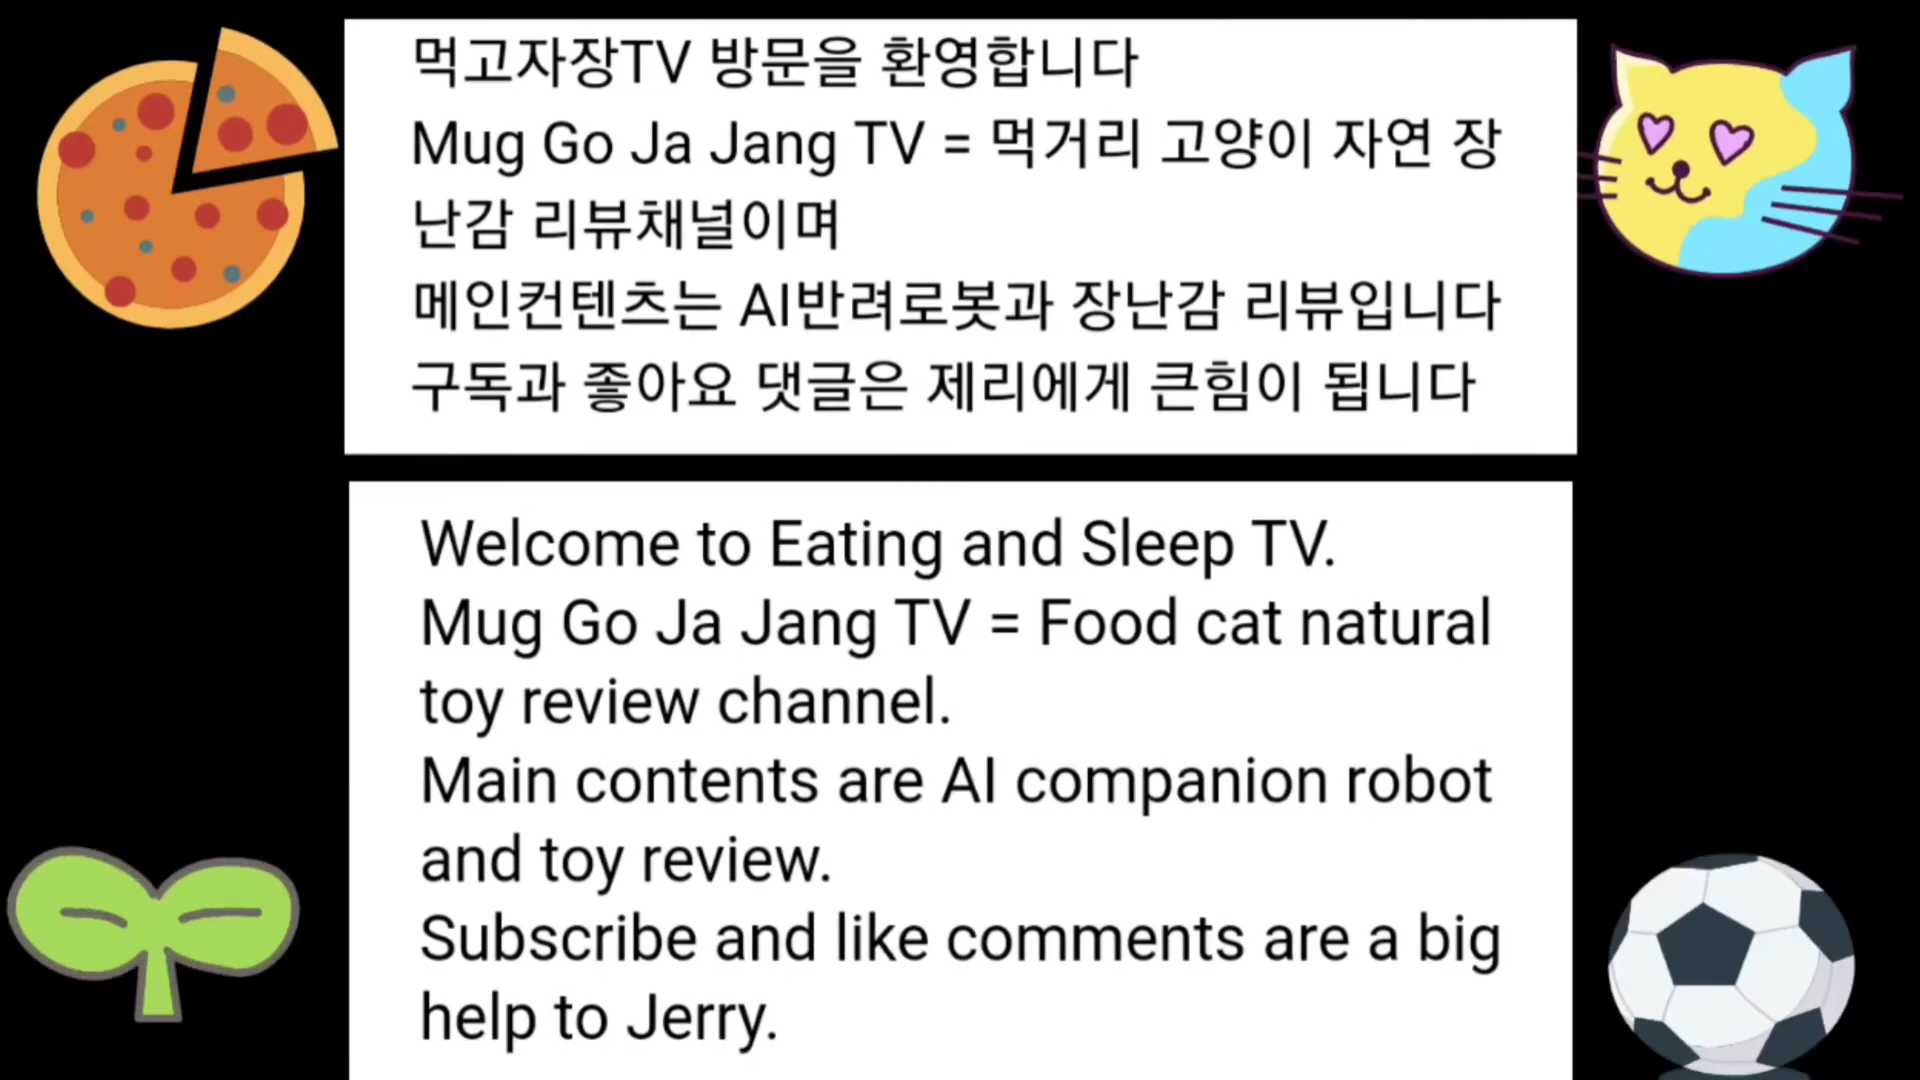 먹고자장TV 방문을 환영합니다
Mug Go Ja Jang TV = 먹거리 고양이 자연 장
난감 리뷰채널이며
메인컨텐츠는 AI반려로봇과 장난감 리뷰입니다
구독과 좋아요 댓글은 제리에게 큰힘이 됩니다
Welcome to Eating and Sleep TV.
Mug Go Ja Jang TV = Food cat natural
toy review channel.
Main contents are AI companion robot
and toy review.
Subscribe and like comments are a big
help to Jerry.